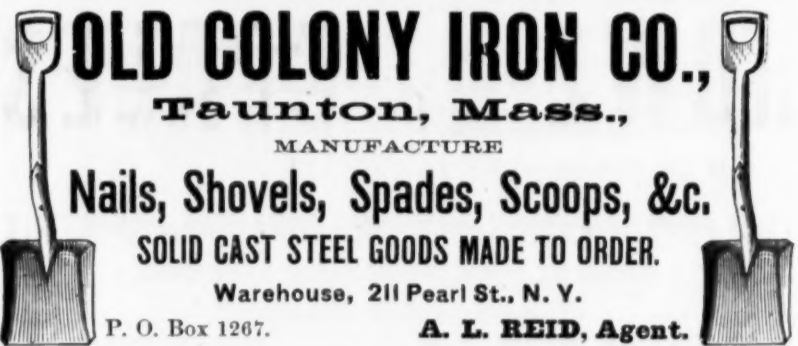 OLD COLONY IRON CO.,
Taunton, Mass.,
MANUFACTURE
Nails, Shovels, Spades, Scoops, &c.
SOLID CAST STEEL GOODS MADE TO ORDER.
Warehouse, 211 Pearl St., N. Y.
P. O. Box 1267. A. L. REID, Agent.